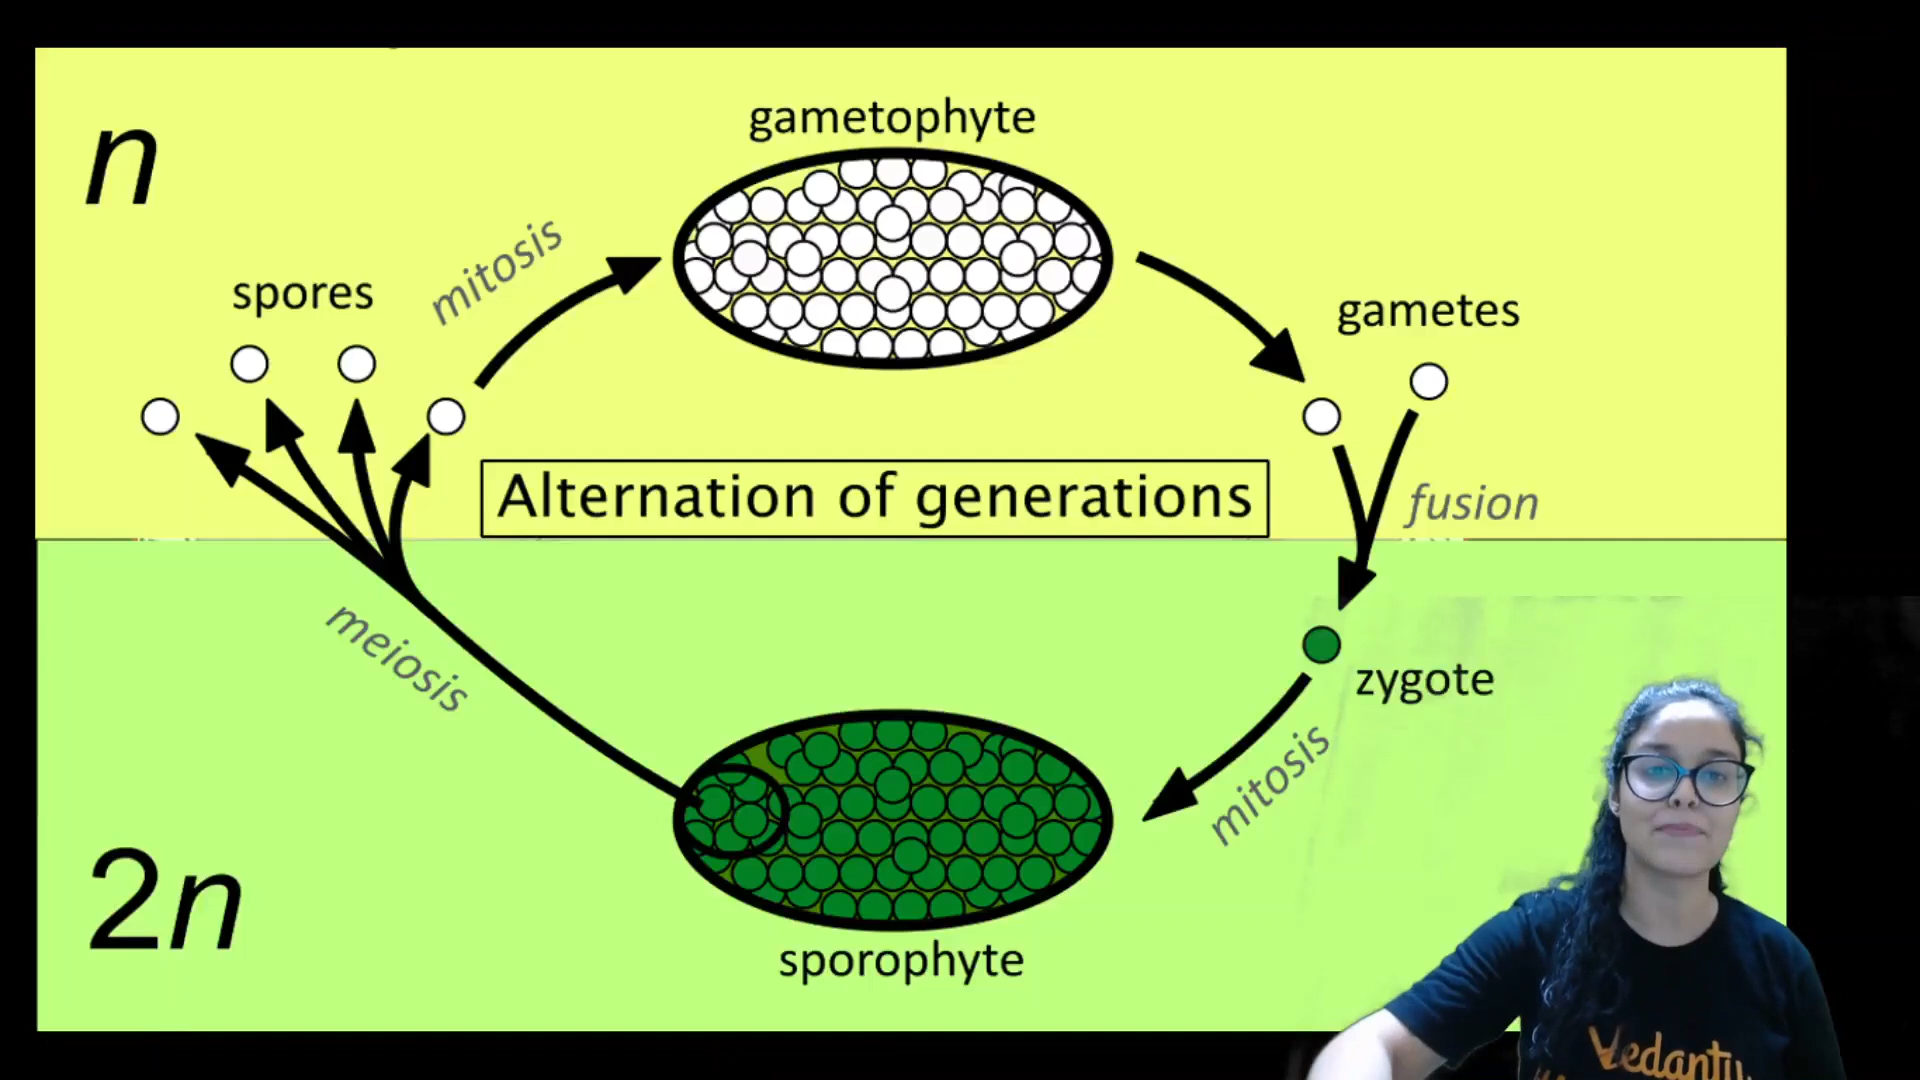 n
gametophyte
mitosis
spores
gametes
Alternation of generations
fusion
meiosis
zygote
mitosis
2n
sporophyte